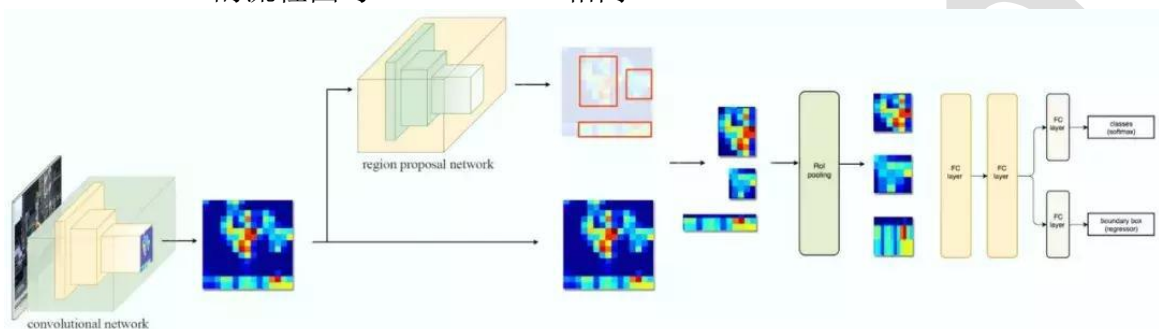 region proposal network
convolutional network
RoI
pooling
FC
layer
FC
layer
FC
layer
classes
(softmax)
FC
layer
boundary box
(regressor)